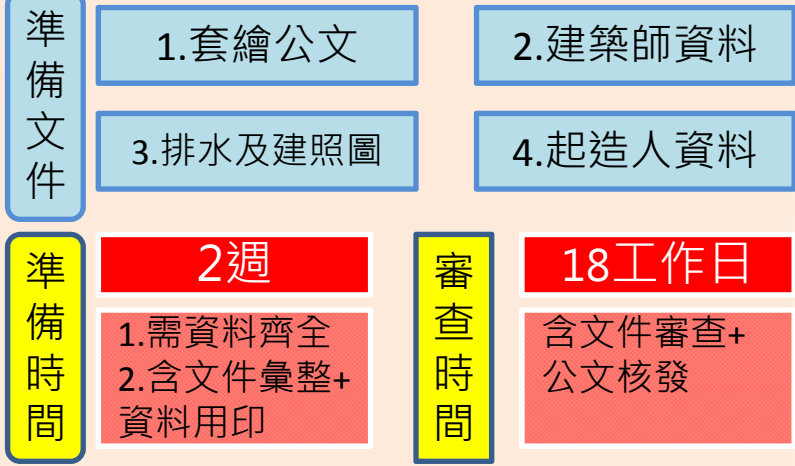 準備文件
1.套繪公文
2.建築師資料
3.排水及建照圖
4.起造人資料
準備時間
2週
1.需資料齊全
2.含文件彙整+
資料用印
審查時間
18工作日
含文件審查+
公文核發